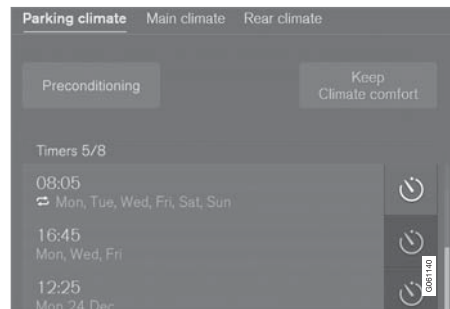 Parking climate Main climate Rear climate
Preconditioning
Keep
Climate comfort
Timers 5/8
08:05
Mon, Tue, Wed, Fri, Sat, Sun
16:45
Mon, Wed, Fri
12:25
Mon 24 Dec
G061140